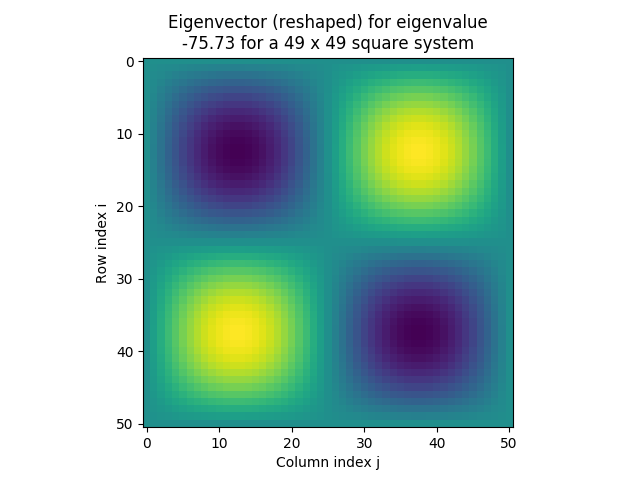 Eigenvector (reshaped) for eigenvalue
-75.73 for a 49 x 49 square system
0
10
20
30
40
50
Row index i
0 10 20 30 40 50
Column index j